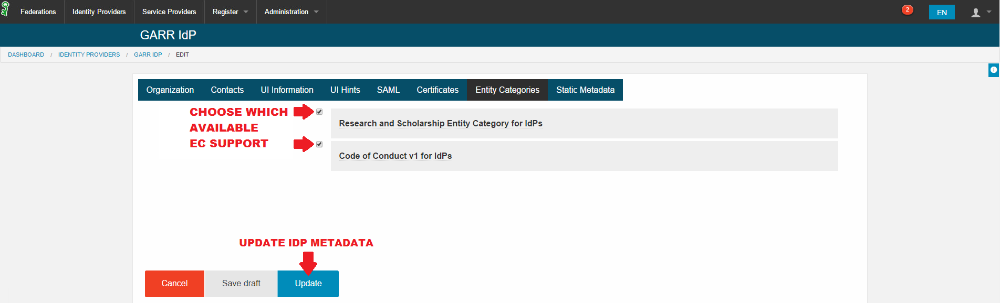 Federations Identity Providers Service Providers Register Administration 2 EN
GARR IdP
DASHBOARD / IDENTITY PROVIDERS / GARR IDP / EDIT
Organization Contacts UI Information UI Hints SAML Certificates Entity Categories Static Metadata
CHOOSE WHICH
AVAILABLE
EC SUPPORT
Research and Scholarship Entity Category for IdPs
Code of Conduct v1 for IdPs
UPDATE IDP METADATA
Cancel Save draft Update